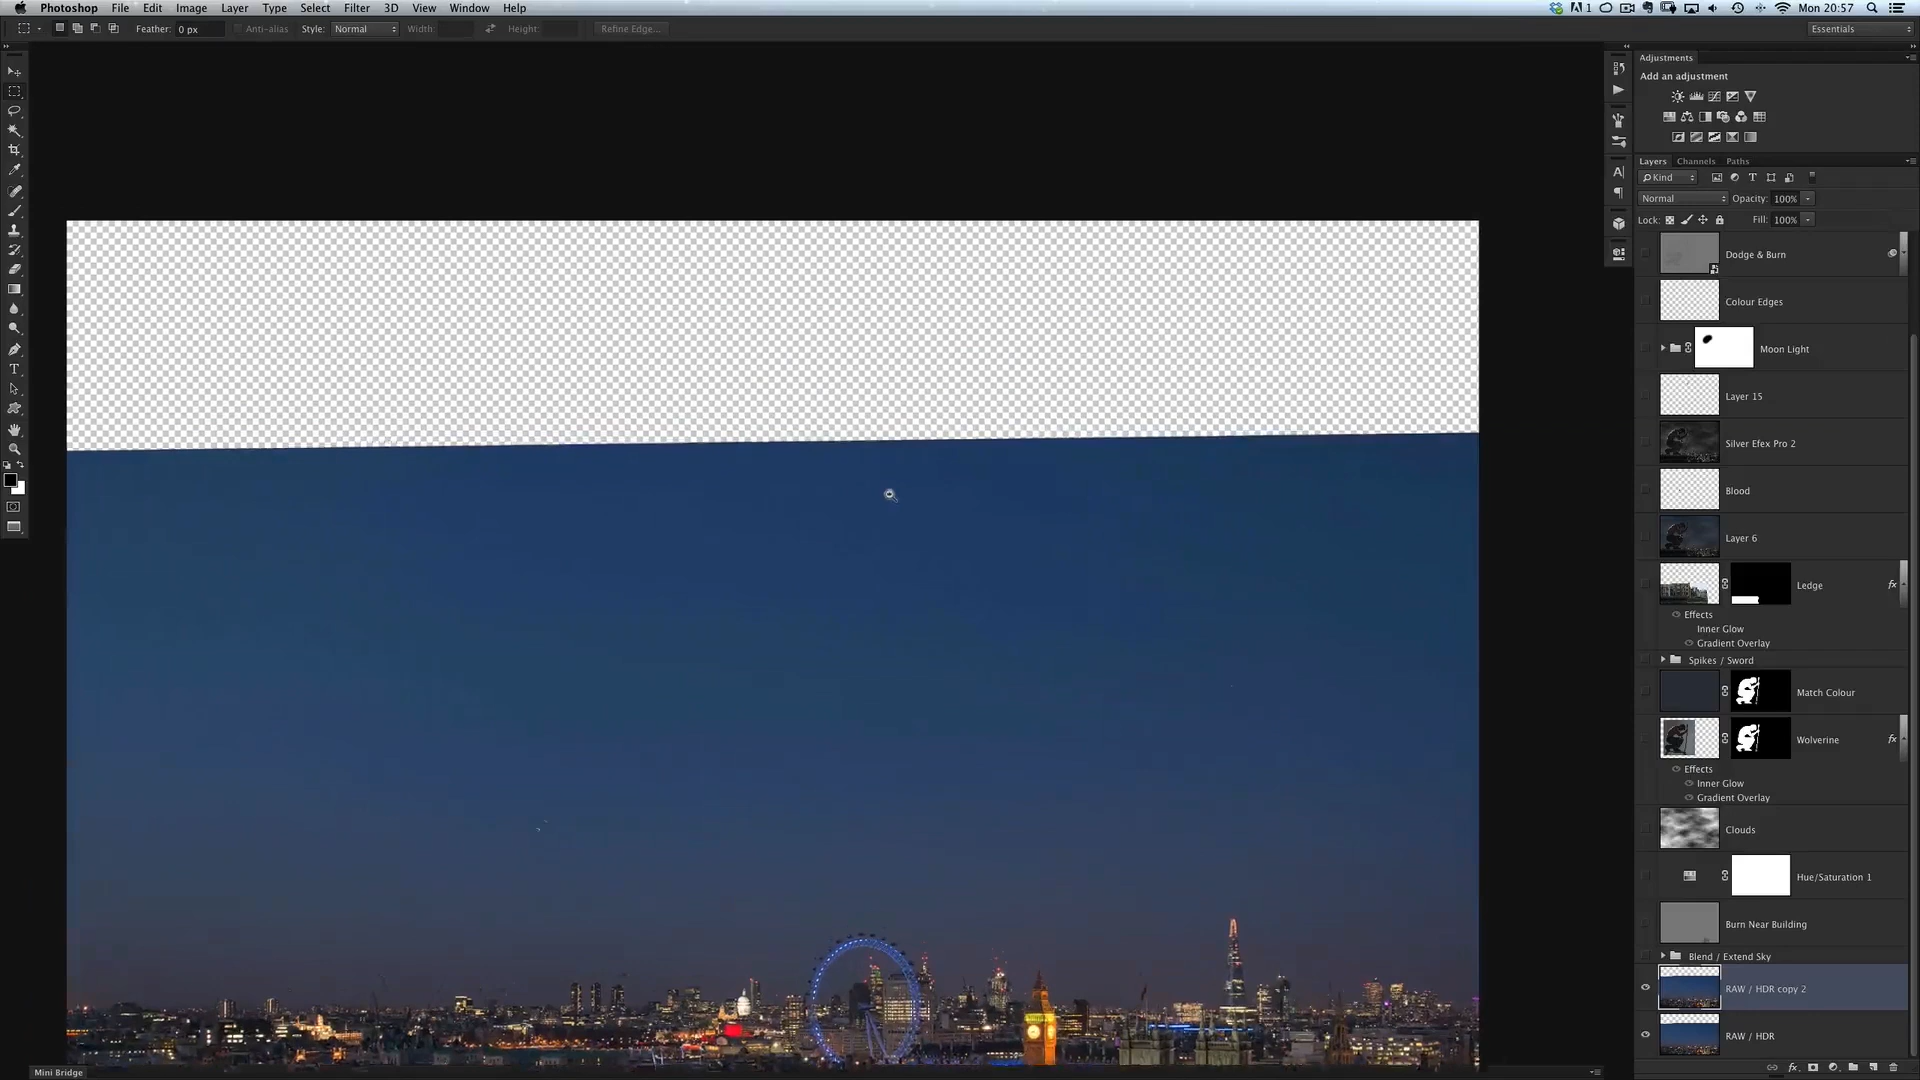 Photoshop File Edit Image Layer Type Select Filter 3D View Window Help
1 Mon 20:57
Feather: 0 px Anti-alias Style: Normal Width: Height: Refine Edge... Essentials
Adjustments
Add an adjustment
Layers Channels Paths
Kind
Normal Opacity: 100%
Lock: Fill: 100%
Dodge & Burn
Colour Edges
Moon Light
Layer 15
Silver Efex Pro 2
Blood
Layer 6
Ledge fx
Effects
Inner Glow
Gradient Overlay
Spikes / Sword
Match Colour
Wolverine fx
Effects
Inner Glow
Gradient Overlay
Clouds
Hue/Saturation 1
Burn Near Building
Blend / Extend Sky
RAW / HDR copy 2
RAW / HDR
Mini Bridge